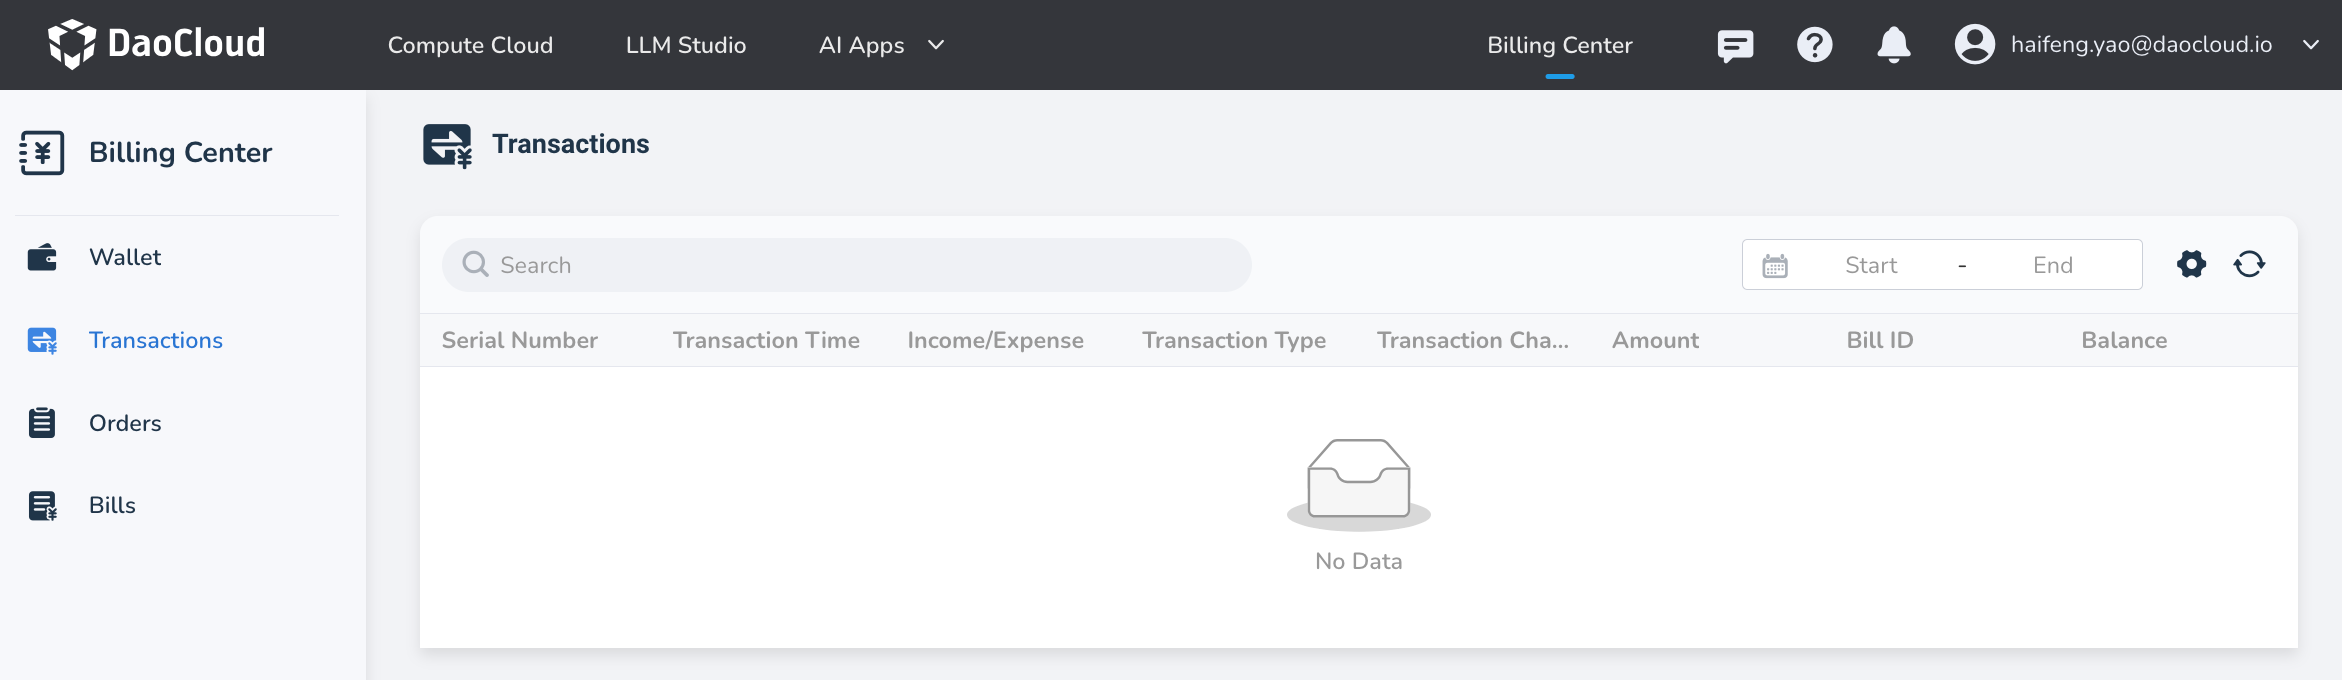 DaoCloud
Compute Cloud
LLM Studio
AI Apps
Billing Center
haifeng.yao@daocloud.io
Billing Center
Wallet
Transactions
Orders
Bills
Transactions
Search
Start - End
Serial Number Transaction Time Income/Expense Transaction Type Transaction Cha... Amount Bill ID Balance
No Data